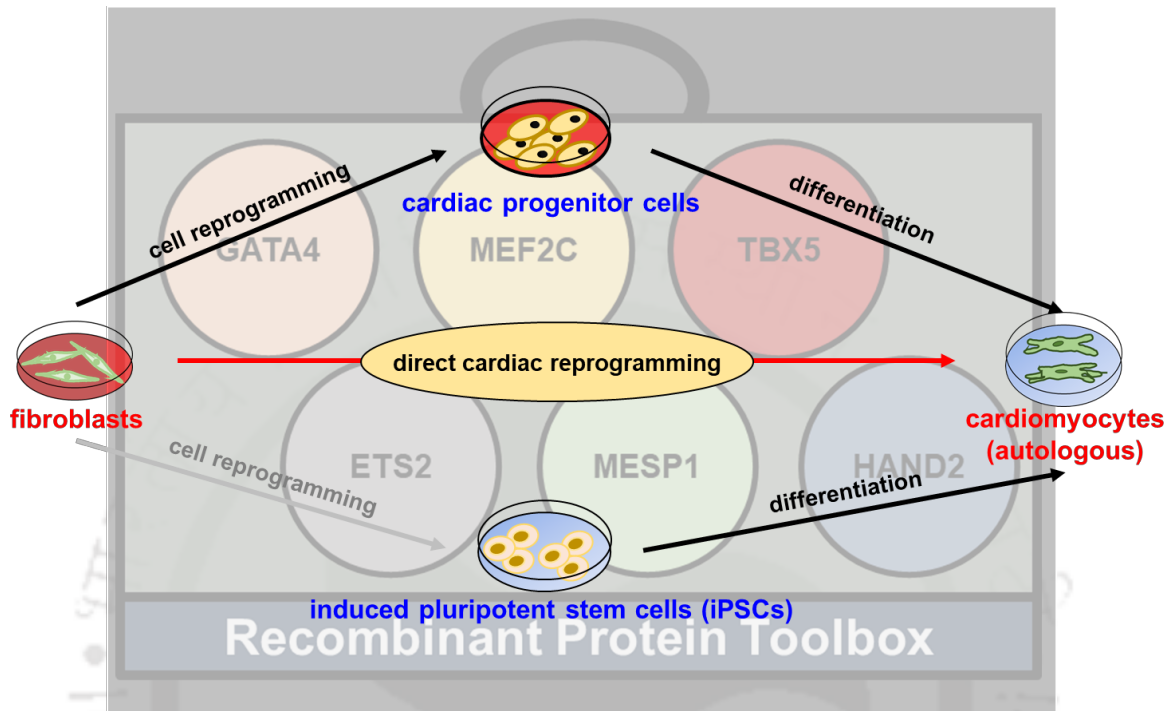 cell reprogramming
cardiac progenitor cells
differentiation
GATA4
MEF2C
TBX5
direct cardiac reprogramming
fibroblasts
cardiomyocytes
(autologous)
cell reprogramming
ETS2
MESP1
HAND2
differentiation
induced pluripotent stem cells (iPSCs)
Recombinant Protein Toolbox